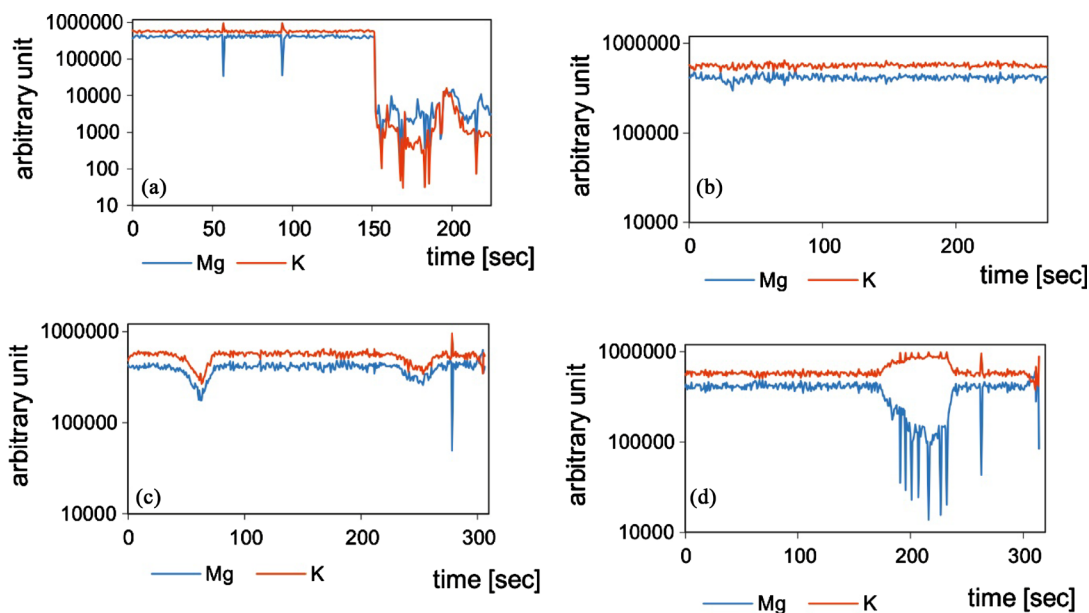 arbitrary unit
1000000
100000
10000
1000
100
10
(a)
0 50 100 150 200
time [sec]
Mg K
arbitrary unit
1000000
100000
10000
(b)
0 100 200
time [sec]
Mg K
arbitrary unit
1000000
100000
10000
(c)
0 100 200 300
time [sec]
Mg K
arbitrary unit
1000000
100000
10000
(d)
0 100 200 300
time [sec]
Mg K